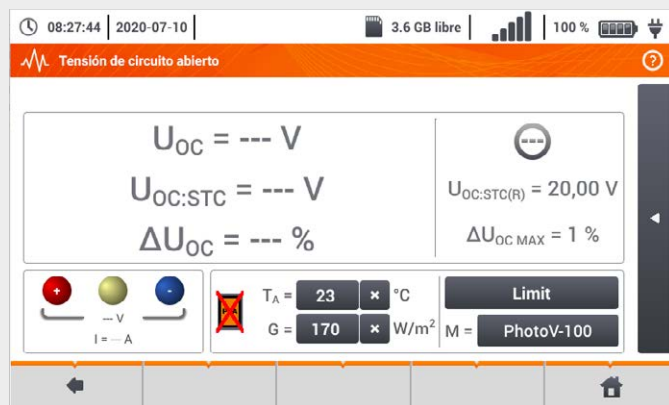 08:27:44 2020-07-10 3.6 GB libre 100 %
Tensión de circuito abierto ?
U_OC = --- V
U_OC:STC = --- V
ΔU_OC = --- %
---
U_OC:STC(R) = 20,00 V
ΔU_OC MAX = 1 %
+ -
--- V
I = --- A
T_A = 23 × °C
G = 170 × W/m²
Limit
M = PhotoV-100